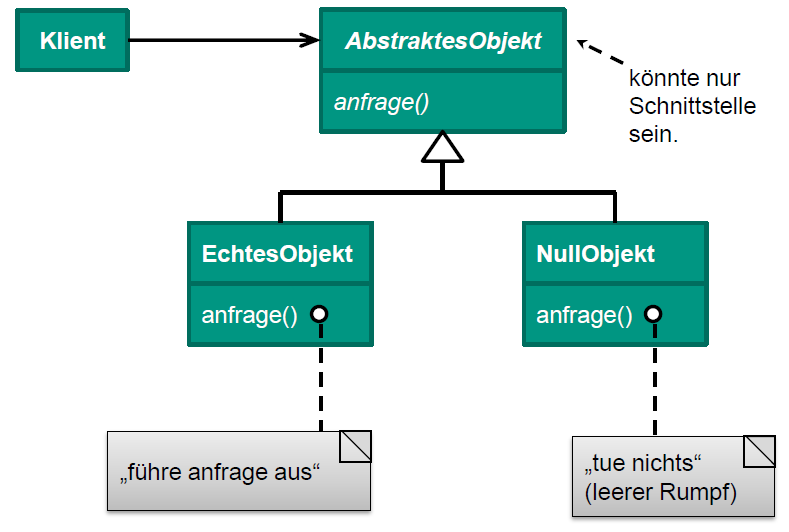 Klient
AbstraktesObjekt
anfrage()
könnte nur
Schnittstelle
sein.
EchtesObjekt
anfrage()
NullObjekt
anfrage()
„führe anfrage aus“
„tue nichts“
(leerer Rumpf)